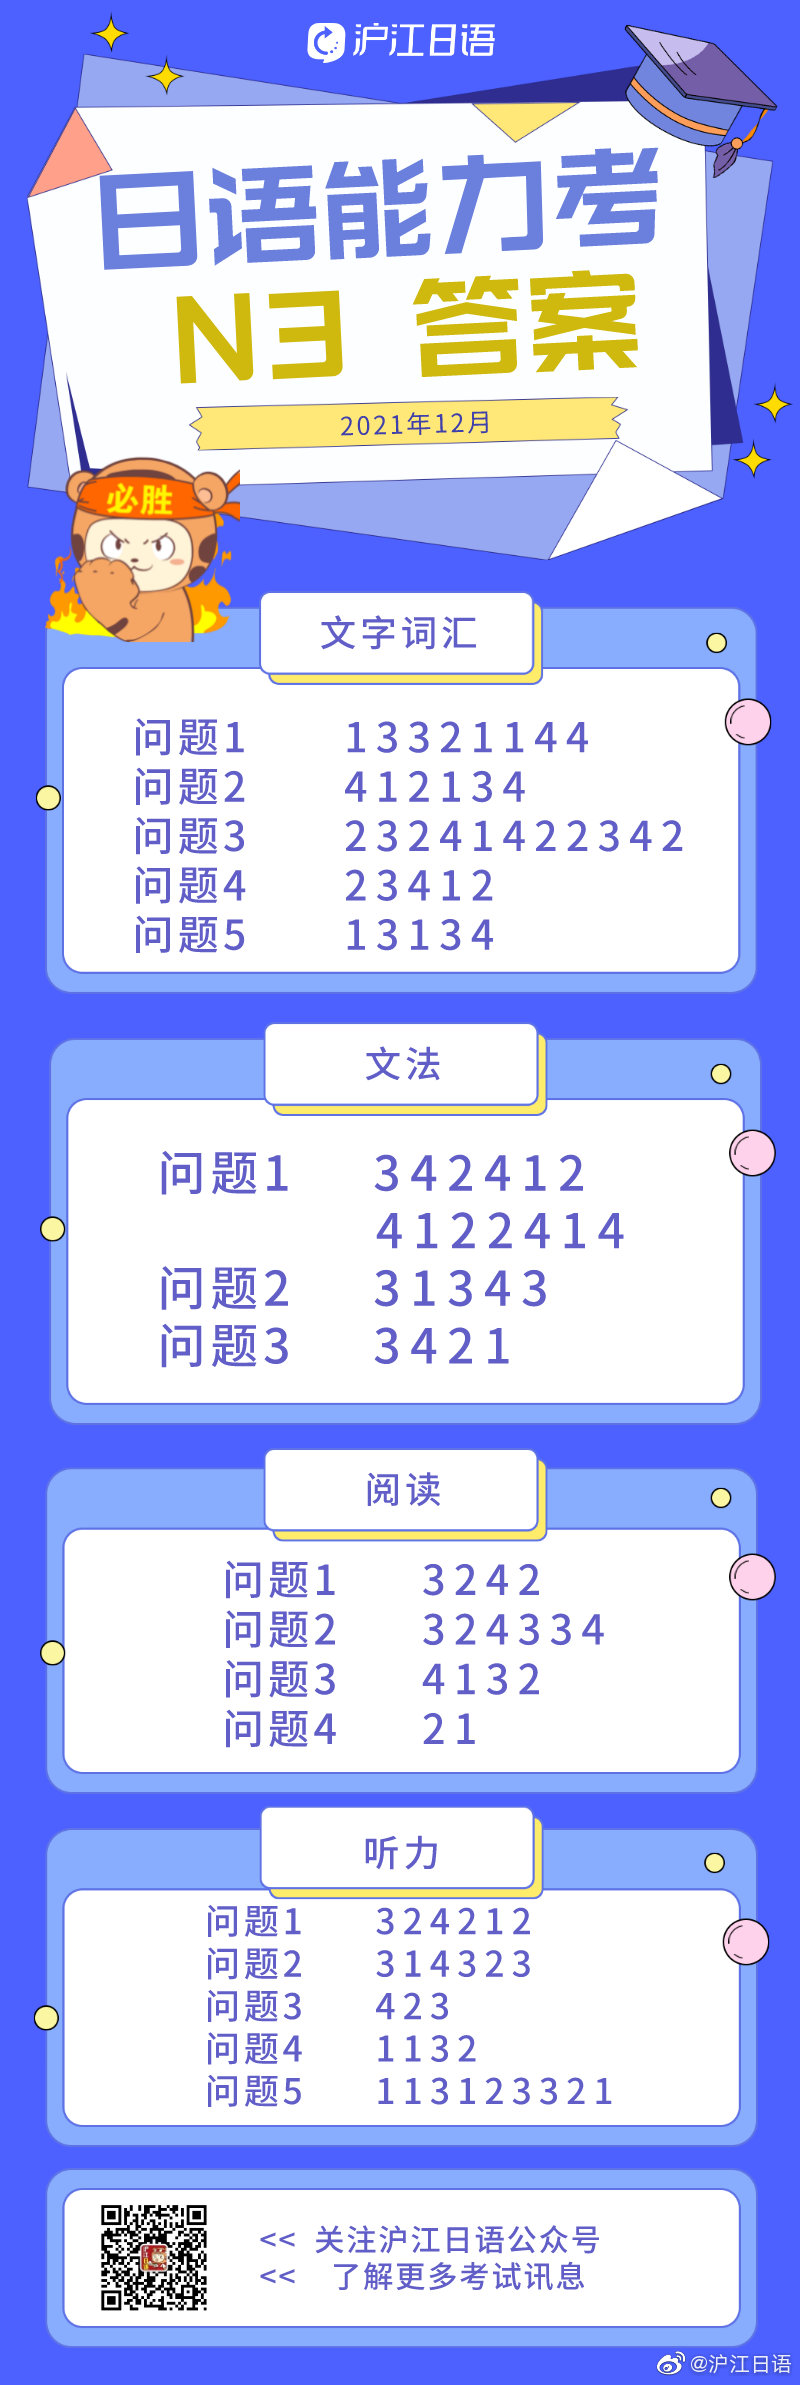 沪江日语
日语能力考
N3 答案
2021年12月
必胜
文字词汇
问题1 13321144
问题2 412134
问题3 23241422342
问题4 23412
问题5 13134
文法
问题1 342412
4122414
问题2 31343
问题3 3421
阅读
问题1 3242
问题2 324334
问题3 4132
问题4 21
听力
问题1 324212
问题2 314323
问题3 423
问题4 1132
问题5 113123321
<< 关注沪江日语公众号
<< 了解更多考试讯息
@沪江日语